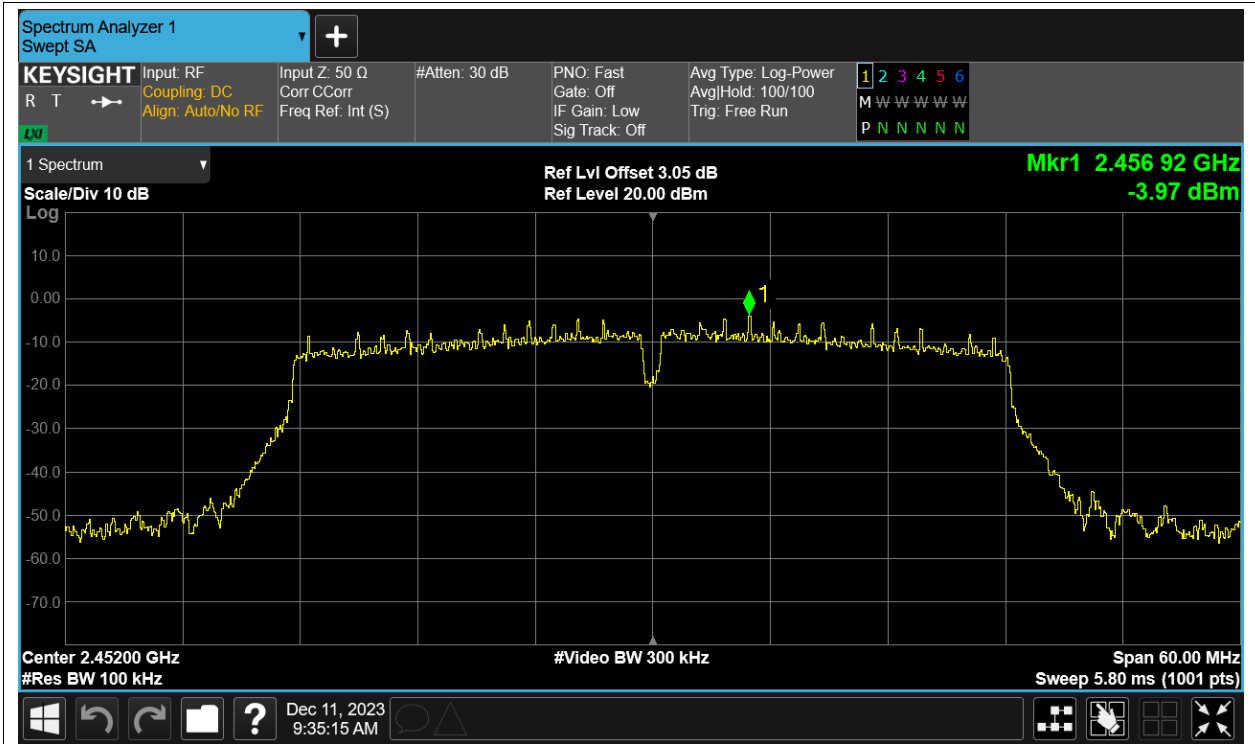 Spectrum Analyzer 1
Swept SA
KEYSIGHT
R T
LXI
Input: RF
Coupling: DC
Align: Auto/No RF
Input Z: 50 Ω
Corr CCorr
Freq Ref: Int (S)
#Atten: 30 dB
PNO: Fast
Gate: Off
IF Gain: Low
Sig Track: Off
Avg Type: Log-Power
Avg|Hold: 100/100
Trig: Free Run
1 2 3 4 5 6
M W W W W W
P N N N N N
1 Spectrum
Scale/Div 10 dB
Log
Ref Lvl Offset 3.05 dB
Ref Level 20.00 dBm
Mkr1 2.456 92 GHz
-3.97 dBm
10.0
0.00
1
-10.0
-20.0
-30.0
-40.0
-50.0
-60.0
-70.0
Center 2.45200 GHz
#Res BW 100 kHz
#Video BW 300 kHz
Span 60.00 MHz
Sweep 5.80 ms (1001 pts)
?
Dec 11, 2023
9:35:15 AM